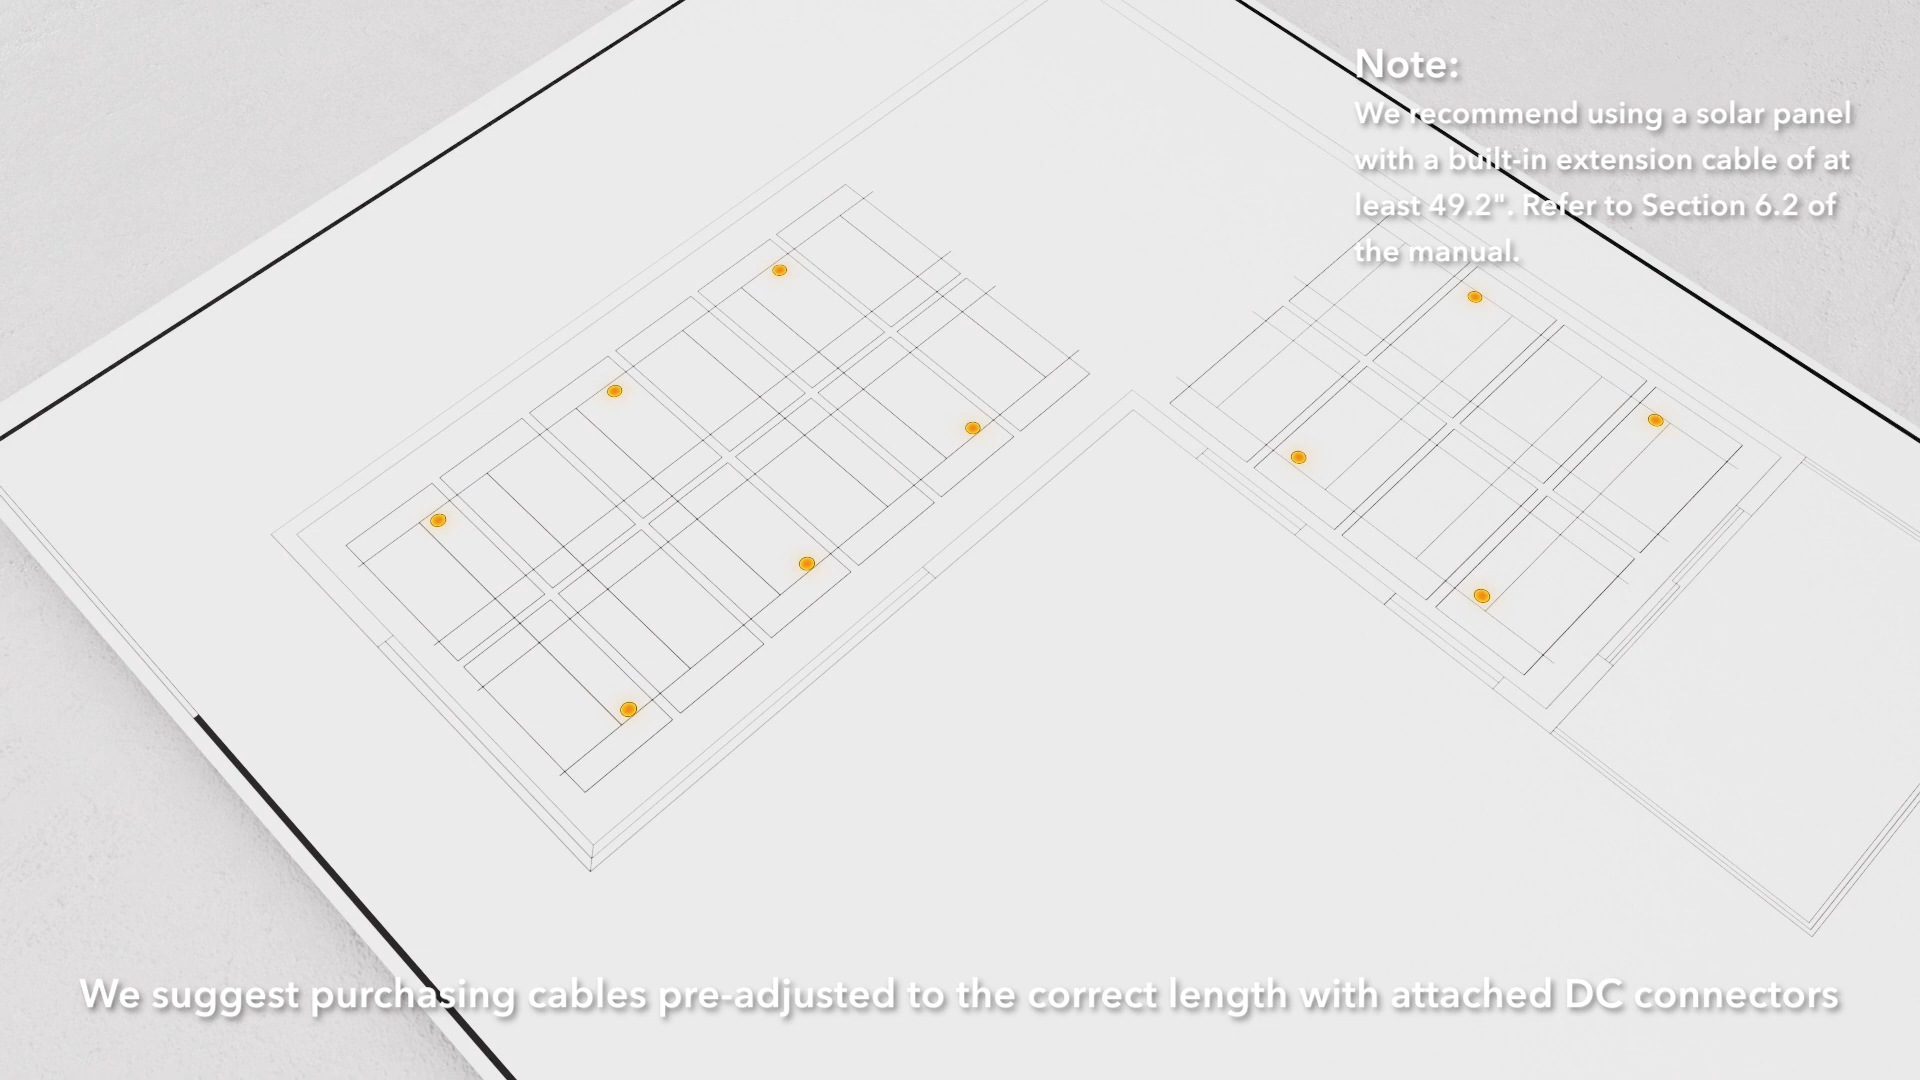 Note:
We recommend using a solar panel
with a built-in extension cable of at
least 49.2". Refer to Section 6.2 of
the manual.
We suggest purchasing cables pre-adjusted to the correct length with attached DC connectors